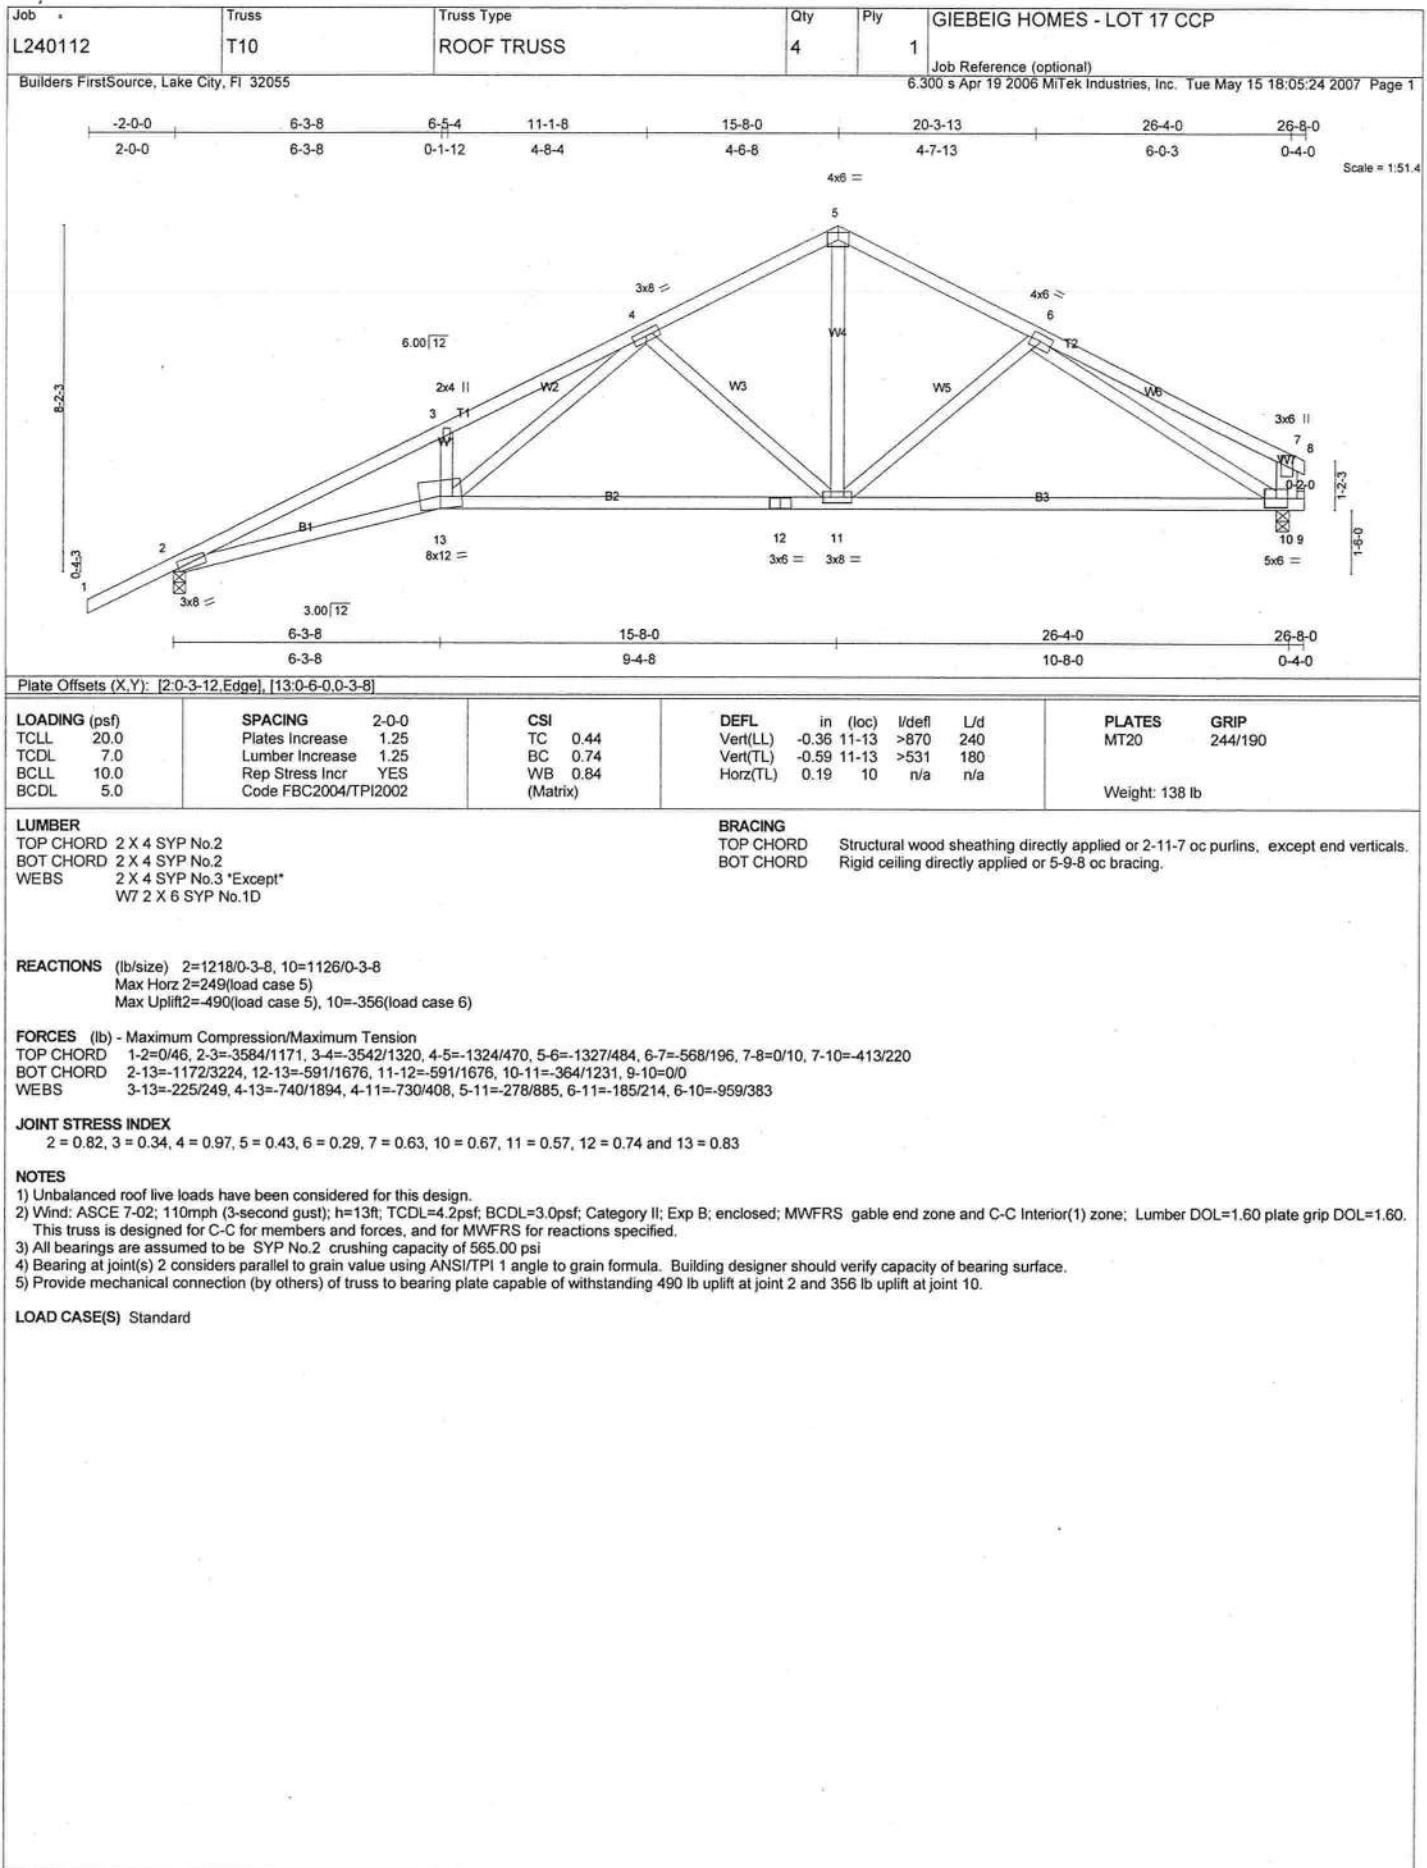 Job Truss Truss Type Qty Ply GIEBEIG HOMES - LOT 17 CCP
L240112 T10 ROOF TRUSS 4 1
Job Reference (optional)
Builders FirstSource, Lake City, Fl 32055 6.300 s Apr 19 2006 MiTek Industries, Inc. Tue May 15 18:05:24 2007 Page 1
-2-0-0 6-3-8 6-5-4 11-1-8 15-8-0 20-3-13 26-4-0 26-8-0
2-0-0 6-3-8 0-1-12 4-8-4 4-6-8 4-7-13 6-0-3 0-4-0
Scale = 1:51.4
4x6 =
5
3x8 =
4
4x6 =
6
6.00 12
W4
T2
8-2-3
2x4 ||
W2
W3
W5
W6
3 T1
3x6 ||
W
7
8
W7
0-2-0
1-2-3
B2
B3
B1
2
13
12
11
10 9
8x12 =
3x6 =
3x8 =
5x6 =
1-6-0
0-4-3
1
3x8 =
3.00 12
6-3-8 15-8-0 26-4-0 26-8-0
6-3-8 9-4-8 10-8-0 0-4-0
Plate Offsets (X,Y): [2:0-3-12,Edge], [13:0-6-0,0-3-8]
LOADING (psf) SPACING 2-0-0 CSI DEFL in (loc) l/defl L/d PLATES GRIP
TCLL 20.0 Plates Increase 1.25 TC 0.44 Vert(LL) -0.36 11-13 >870 240 MT20 244/190
TCDL 7.0 Lumber Increase 1.25 BC 0.74 Vert(TL) -0.59 11-13 >531 180
BCLL 10.0 Rep Stress Incr YES WB 0.84 Horz(TL) 0.19 10 n/a n/a
BCDL 5.0 Code FBC2004/TPI2002 (Matrix) Weight: 138 lb
LUMBER BRACING
TOP CHORD 2 X 4 SYP No.2 TOP CHORD Structural wood sheathing directly applied or 2-11-7 oc purlins, except end verticals.
BOT CHORD 2 X 4 SYP No.2 BOT CHORD Rigid ceiling directly applied or 5-9-8 oc bracing.
WEBS 2 X 4 SYP No.3 *Except*
W7 2 X 6 SYP No.1D
REACTIONS (lb/size) 2=1218/0-3-8, 10=1126/0-3-8
Max Horz 2=249(load case 5)
Max Uplift2=-490(load case 5), 10=-356(load case 6)
FORCES (lb) - Maximum Compression/Maximum Tension
TOP CHORD 1-2=0/46, 2-3=-3584/1171, 3-4=-3542/1320, 4-5=-1324/470, 5-6=-1327/484, 6-7=-568/196, 7-8=0/10, 7-10=-413/220
BOT CHORD 2-13=-1172/3224, 12-13=-591/1676, 11-12=-591/1676, 10-11=-364/1231, 9-10=0/0
WEBS 3-13=-225/249, 4-13=-740/1894, 4-11=-730/408, 5-11=-278/885, 6-11=-185/214, 6-10=-959/383
JOINT STRESS INDEX
2 = 0.82, 3 = 0.34, 4 = 0.97, 5 = 0.43, 6 = 0.29, 7 = 0.63, 10 = 0.67, 11 = 0.57, 12 = 0.74 and 13 = 0.83
NOTES
1) Unbalanced roof live loads have been considered for this design.
2) Wind: ASCE 7-02; 110mph (3-second gust); h=13ft; TCDL=4.2psf; BCDL=3.0psf; Category II; Exp B; enclosed; MWFRS gable end zone and C-C Interior(1) zone; Lumber DOL=1.60 plate grip DOL=1.60.
This truss is designed for C-C for members and forces, and for MWFRS for reactions specified.
3) All bearings are assumed to be SYP No.2 crushing capacity of 565.00 psi
4) Bearing at joint(s) 2 considers parallel to grain value using ANSI/TPI 1 angle to grain formula. Building designer should verify capacity of bearing surface.
5) Provide mechanical connection (by others) of truss to bearing plate capable of withstanding 490 lb uplift at joint 2 and 356 lb uplift at joint 10.
LOAD CASE(S) Standard